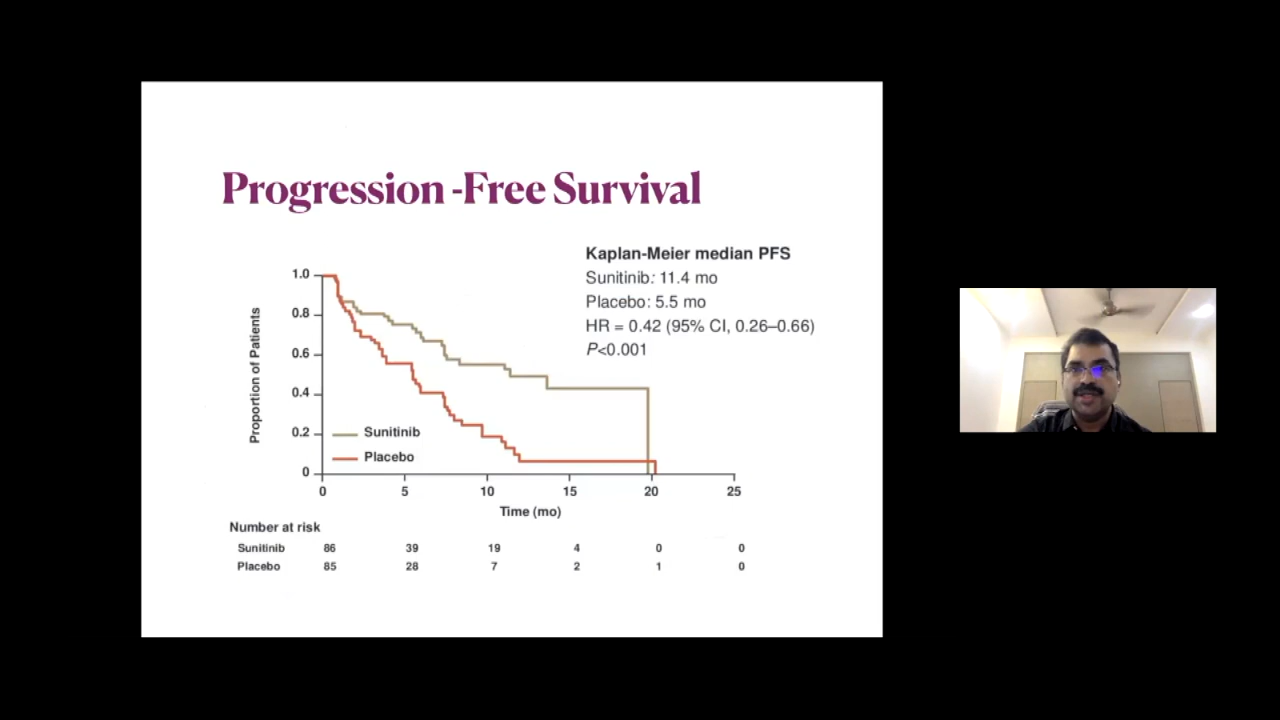 Progression -Free Survival
Kaplan-Meier median PFS
Sunitinib: 11.4 mo
Placebo: 5.5 mo
HR = 0.42 (95% CI, 0.26–0.66)
P<0.001
Proportion of Patients
1.0
0.8
0.6
0.4
0.2
0
Sunitinib
Placebo
0 5 10 15 20 25
Time (mo)
Number at risk
Sunitinib 86 39 19 4 0 0
Placebo 85 28 7 2 1 0